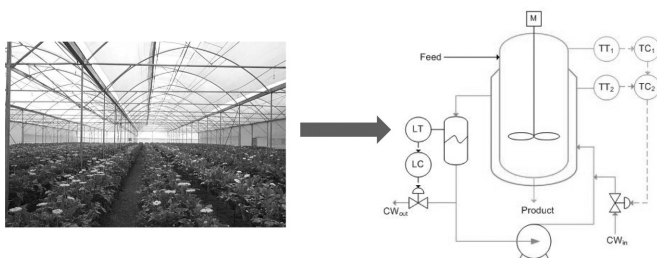 M
Feed
TT1
TC1
TT2
TC2
LT
LC
CWout
Product
CWin